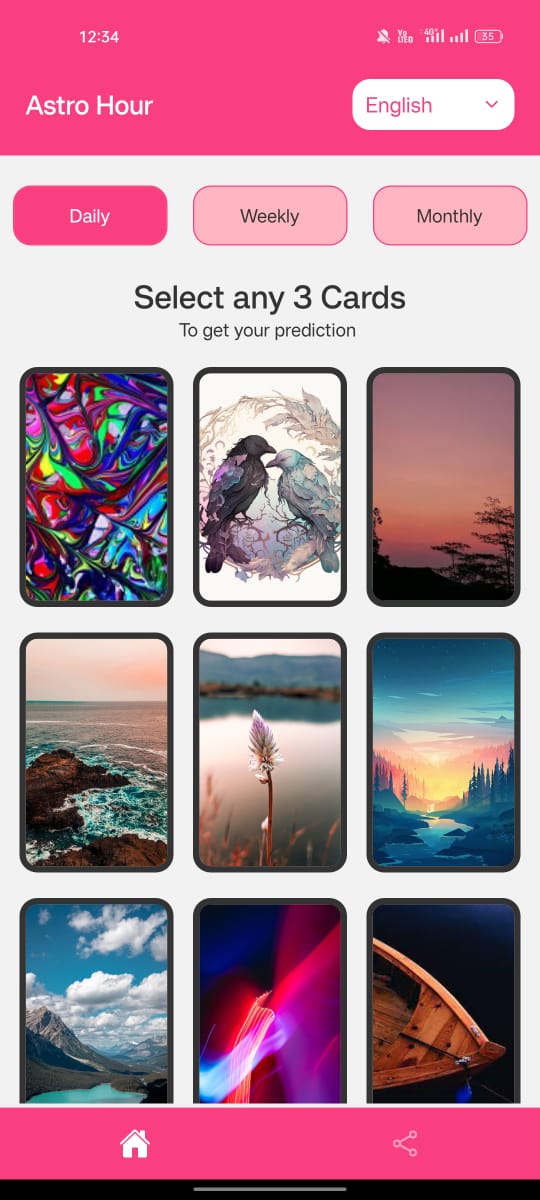 12:34
Vo
LTED
4G+
35
Astro Hour
English
Daily
Weekly
Monthly
Select any 3 Cards
To get your prediction